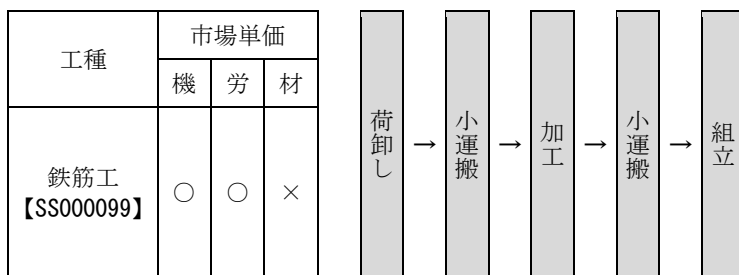 工種
市場単価
機 労 材
鉄筋工
【SS000099】
○ ○ ×
荷卸し → 小運搬 → 加工 → 小運搬 → 組立